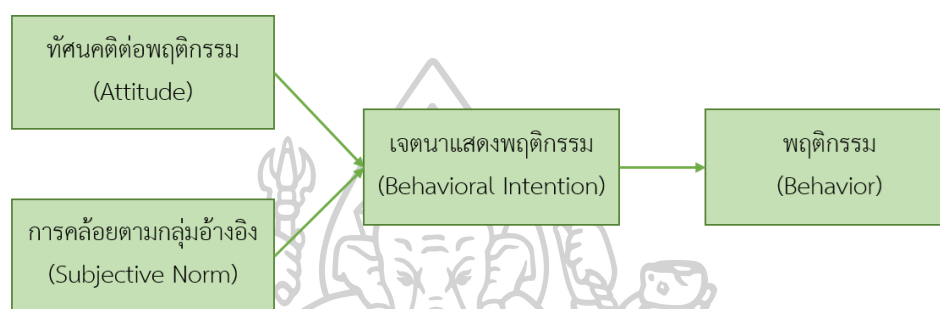 ทัศนคติต่อพฤติกรรม
(Attitude)
การคล้อยตามกลุ่มอ้างอิง
(Subjective Norm)
เจตนาแสดงพฤติกรรม
(Behavioral Intention)
พฤติกรรม
(Behavior)